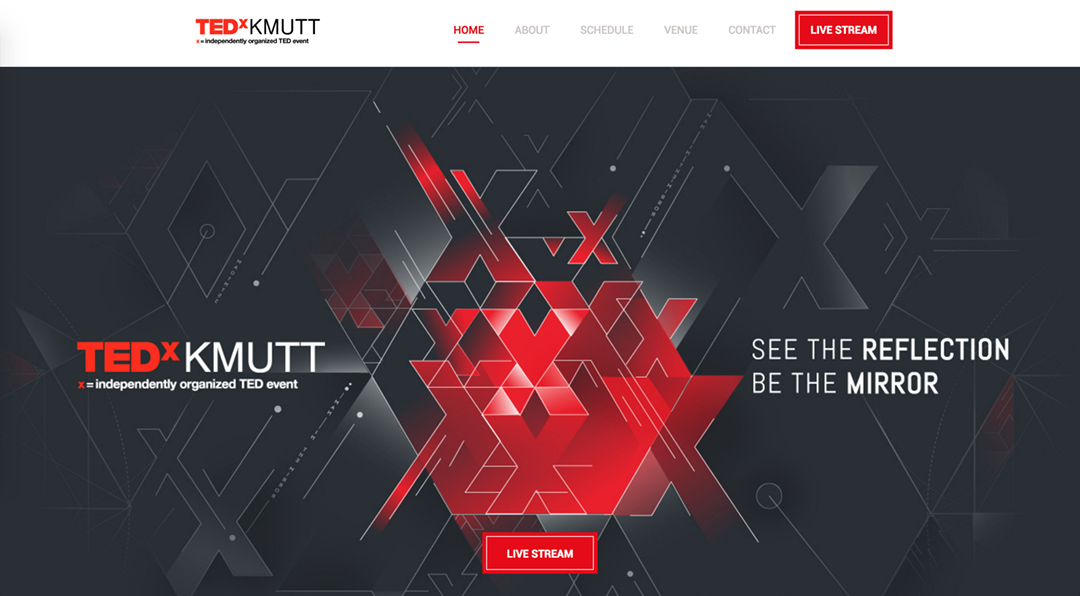 TEDxKMUTT
x = independently organized TED event
HOME ABOUT SCHEDULE VENUE CONTACT LIVE STREAM
TEDxKMUTT
x = independently organized TED event
SEE THE REFLECTION
BE THE MIRROR
LIVE STREAM